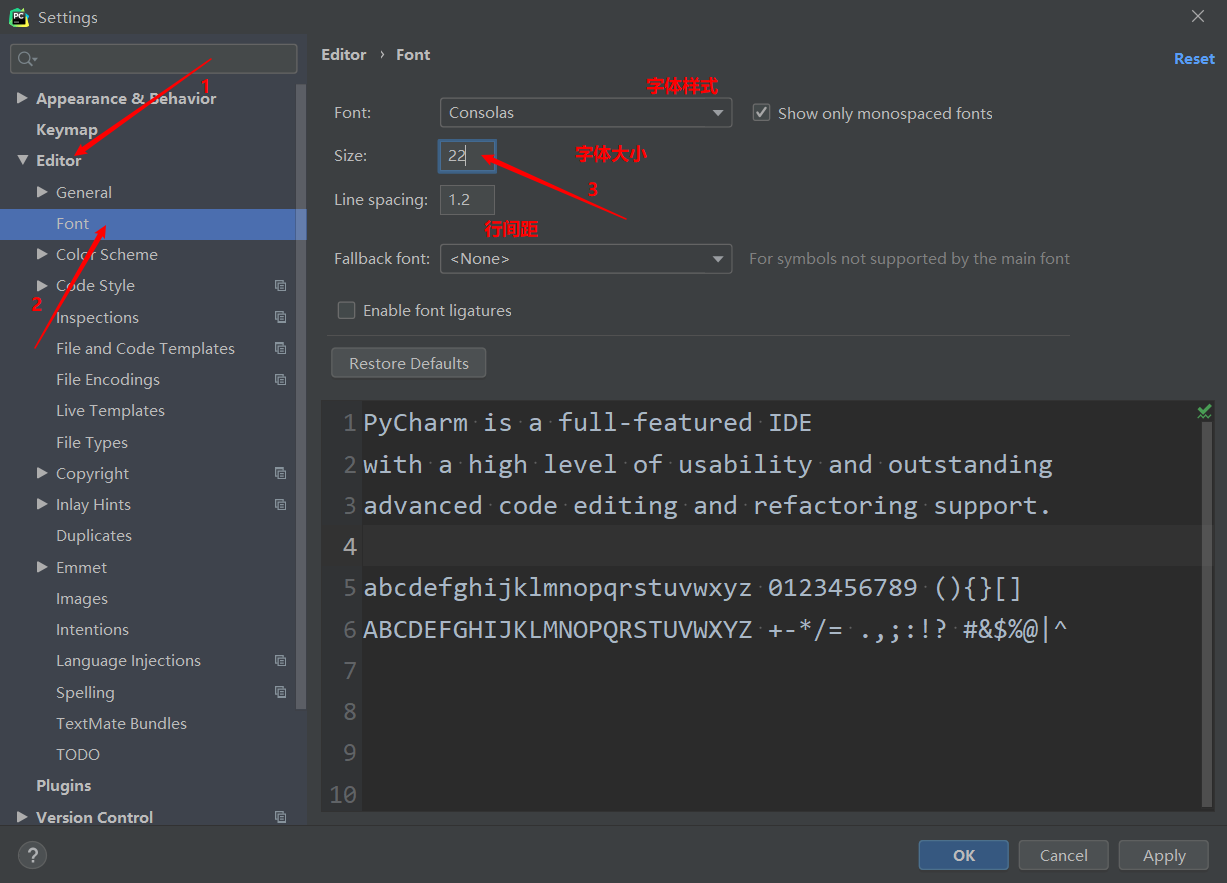 PC Settings
Editor › Font
Reset
1
Appearance & Behavior
Keymap
Editor
General
Font
Color Scheme
Code Style
2
Inspections
File and Code Templates
File Encodings
Live Templates
File Types
Copyright
Inlay Hints
Duplicates
Emmet
Images
Intentions
Language Injections
Spelling
TextMate Bundles
TODO
Plugins
Version Control
字体样式
Font: Consolas Show only monospaced fonts
Size: 22 字体大小
3
Line spacing: 1.2
行间距
Fallback font: <None> For symbols not supported by the main font
Enable font ligatures
Restore Defaults
1 PyCharm is a full-featured IDE
2 with a high level of usability and outstanding
3 advanced code editing and refactoring support.
4
5 abcdefghijklmnopqrstuvwxyz 0123456789 (){}[]
6 ABCDEFGHIJKLMNOPQRSTUVWXYZ +-*/= .,;:!? #&$%@|^
7
8
9
10
? OK Cancel Apply